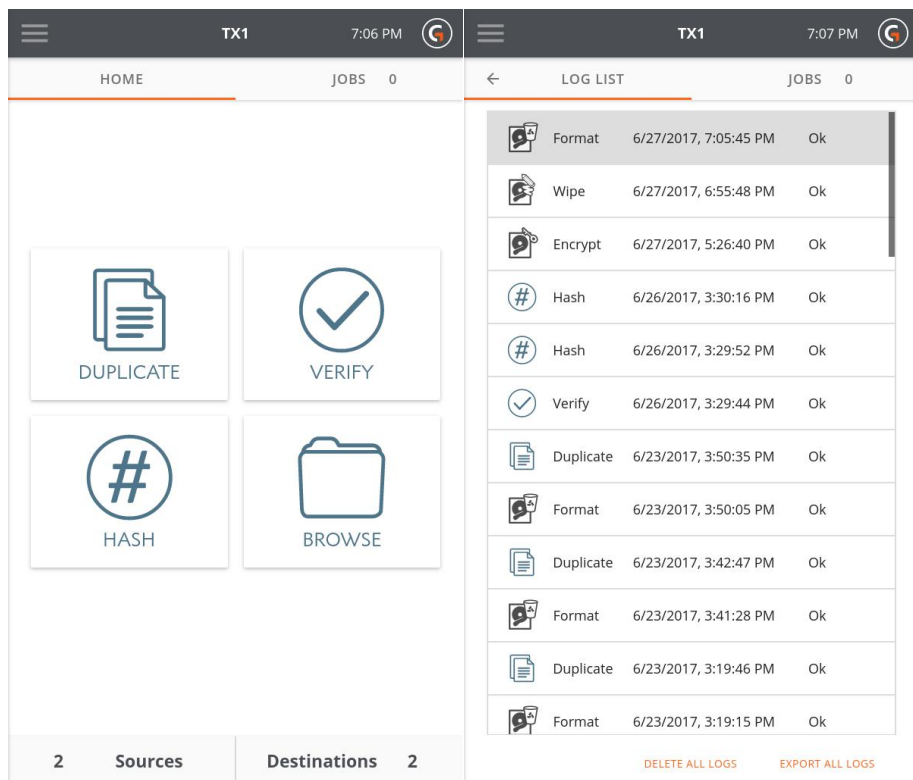 TX1 7:06 PM
HOME JOBS 0
DUPLICATE VERIFY
HASH BROWSE
2 Sources Destinations 2
TX1 7:07 PM
LOG LIST JOBS 0
Format 6/27/2017, 7:05:45 PM Ok
Wipe 6/27/2017, 6:55:48 PM Ok
Encrypt 6/27/2017, 5:26:40 PM Ok
# Hash 6/26/2017, 3:30:16 PM Ok
# Hash 6/26/2017, 3:29:52 PM Ok
Verify 6/26/2017, 3:29:44 PM Ok
Duplicate 6/23/2017, 3:50:35 PM Ok
Format 6/23/2017, 3:50:05 PM Ok
Duplicate 6/23/2017, 3:42:47 PM Ok
Format 6/23/2017, 3:41:28 PM Ok
Duplicate 6/23/2017, 3:19:46 PM Ok
Format 6/23/2017, 3:19:15 PM Ok
DELETE ALL LOGS EXPORT ALL LOGS